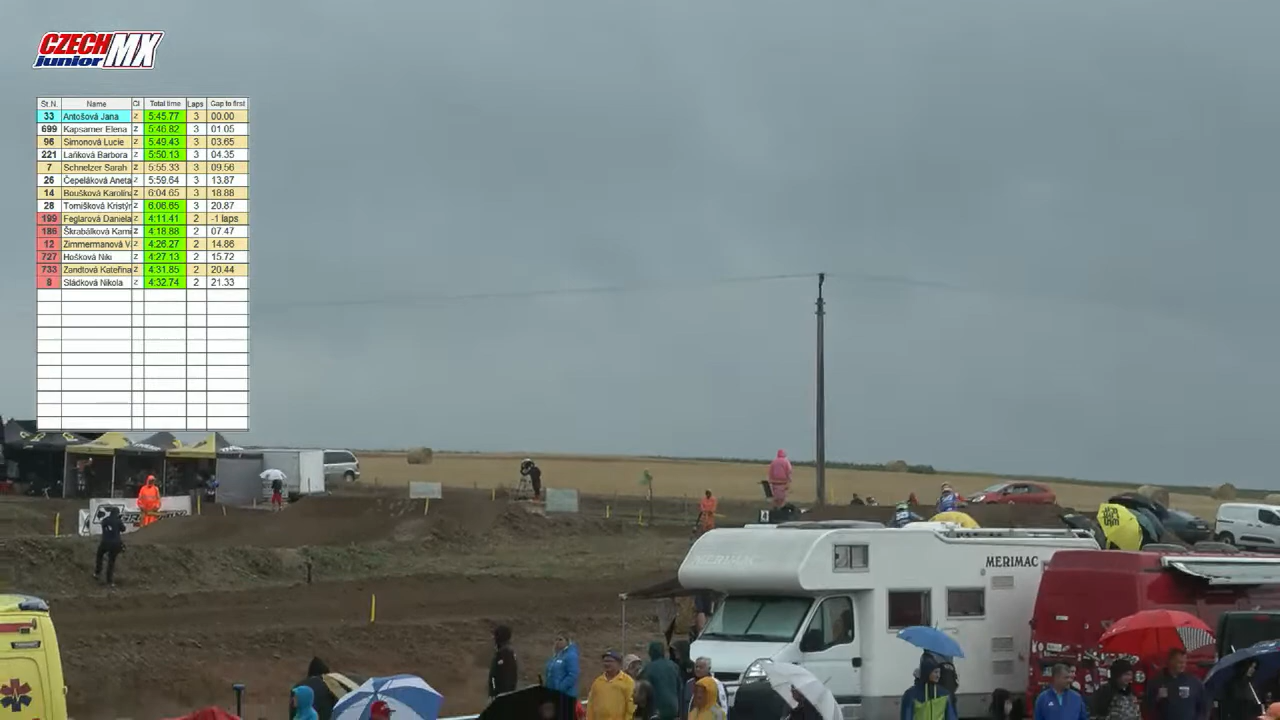 CZECH
junior MX
St.N. Name Cl Total time Laps Gap to first
33 Antošová Jana Z 5:45.77 3 00.00
699 Kapsamer Elena Z 5:46.82 3 01.05
96 Simonová Lucie Z 5:49.43 3 03.65
221 Laňková Barbora Z 5:50.13 3 04.35
7 Schnelzer Sarah Z 5:55.33 3 09.56
26 Čepeláková Aneta Z 5:59.64 3 13.87
14 Boušková Karolína Z 6:04.65 3 18.88
28 Tomišková Kristýn Z 6:06.65 3 20.87
199 Feglarová Daniela Z 4:11.41 2 -1 laps
186 Škrabálková Kami Z 4:18.88 2 07.47
12 Zimmermanová V. Z 4:26.27 2 14.86
727 Hošková Niki Z 4:27.13 2 15.72
733 Zandtová Kateřina Z 4:31.85 2 20.44
8 Sládková Nikola Z 4:32.74 2 21.33
MERIMAC